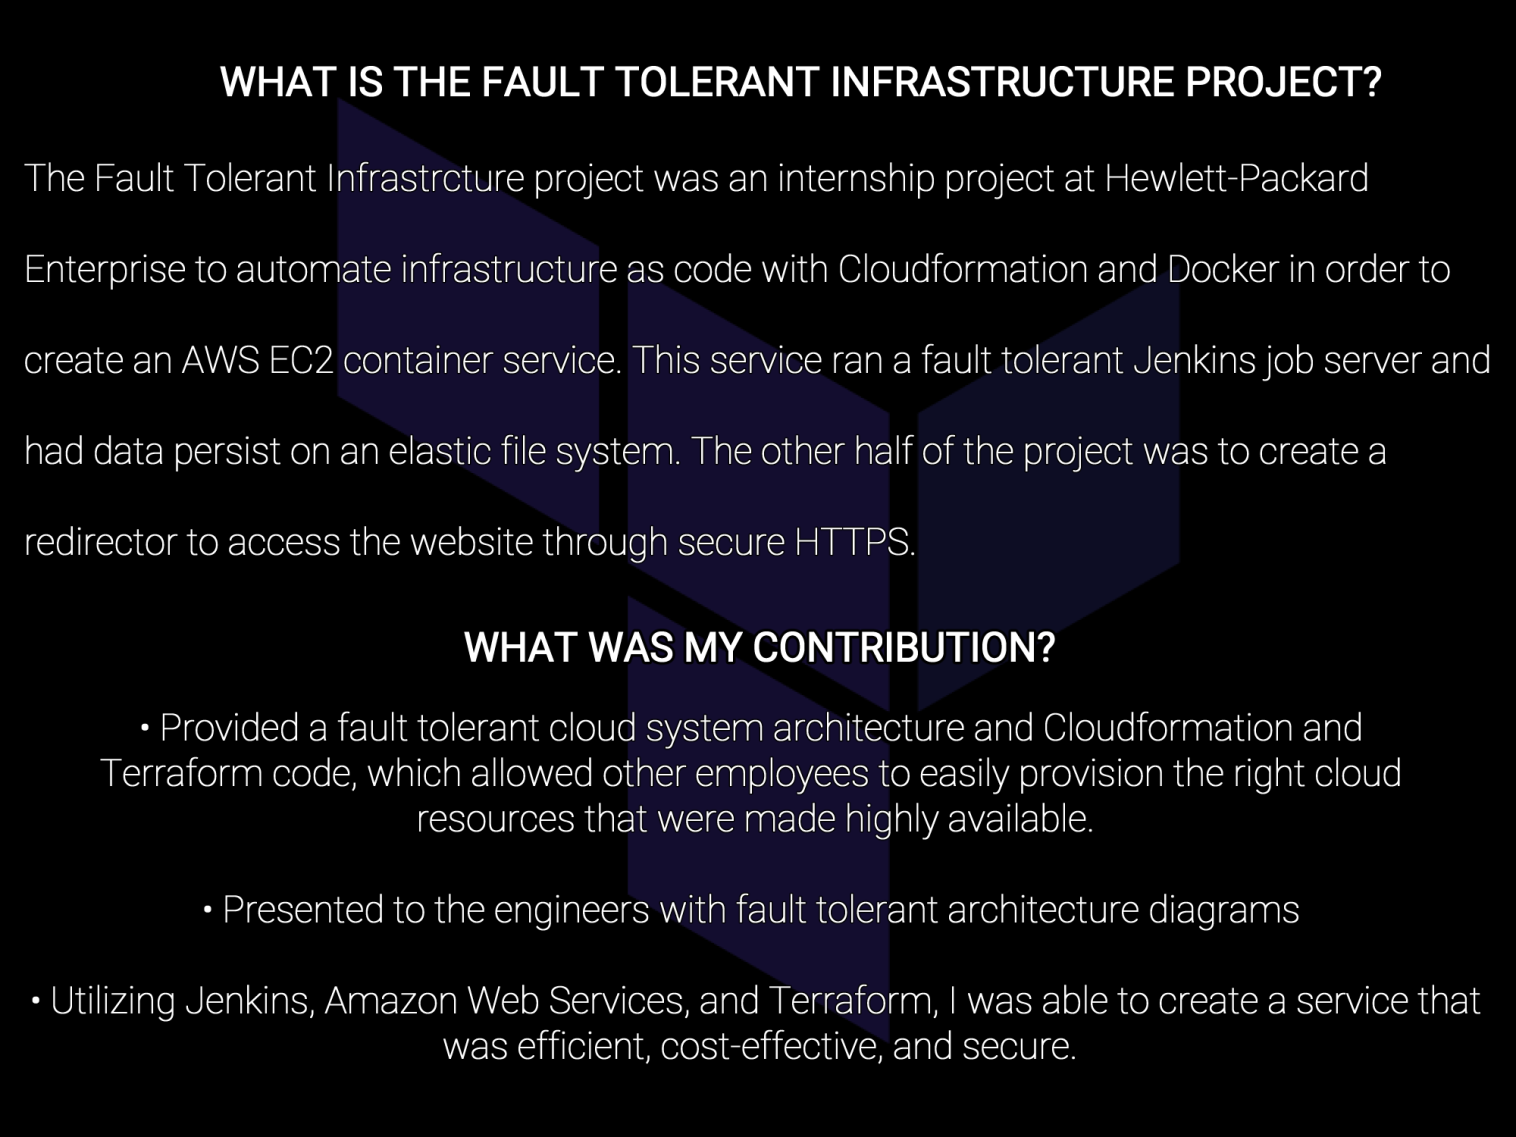 WHAT IS THE FAULT TOLERANT INFRASTRUCTURE PROJECT?
The Fault Tolerant Infrastrcture project was an internship project at Hewlett-Packard
Enterprise to automate infrastructure as code with Cloudformation and Docker in order to
create an AWS EC2 container service. This service ran a fault tolerant Jenkins job server and
had data persist on an elastic file system. The other half of the project was to create a
redirector to access the website through secure HTTPS.
WHAT WAS MY CONTRIBUTION?
• Provided a fault tolerant cloud system architecture and Cloudformation and
Terraform code, which allowed other employees to easily provision the right cloud
resources that were made highly available.
• Presented to the engineers with fault tolerant architecture diagrams
• Utilizing Jenkins, Amazon Web Services, and Terraform, I was able to create a service that
was efficient, cost-effective, and secure.